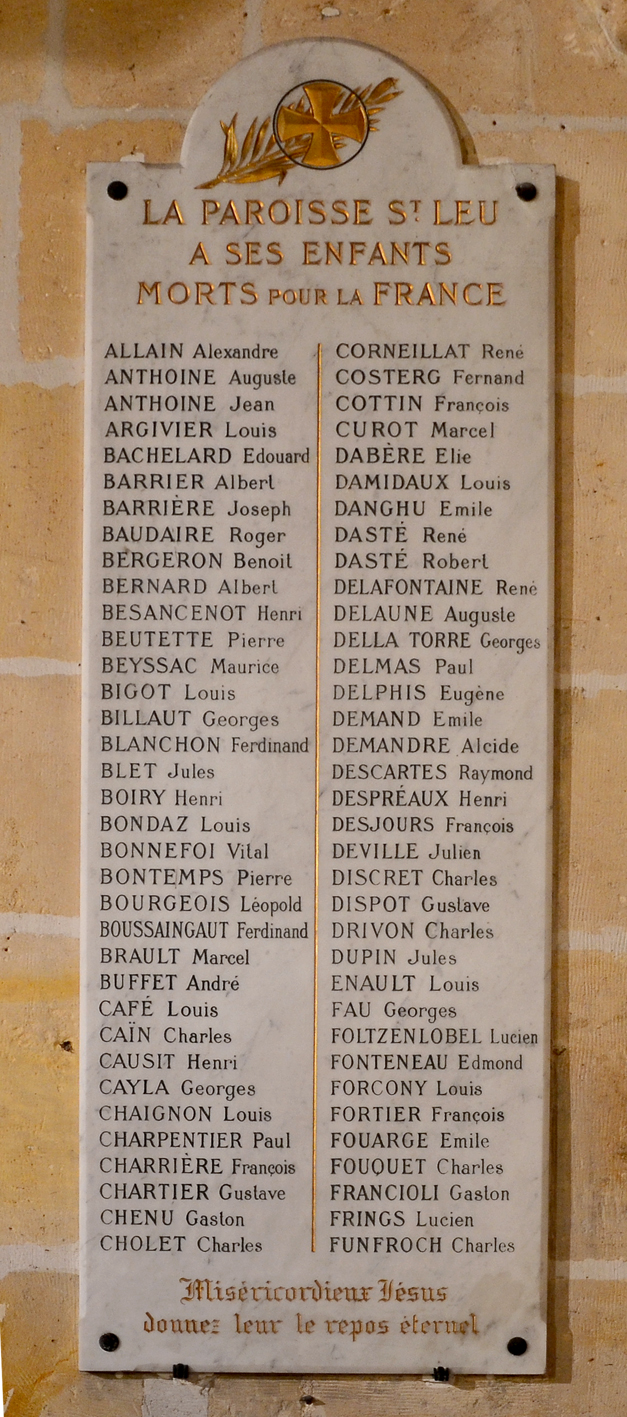 LA PAROISSE ST LEU
A SES ENFANTS
MORTS POUR LA FRANCE
ALLAIN Alexandre
ANTHOINE Auguste
ANTHOINE Jean
ARGIVIER Louis
BACHELARD Edouard
BARRIER Albert
BARRIÈRE Joseph
BAUDAIRE Roger
BERGERON Benoit
BERNARD Albert
BESANCENOT Henri
BEUTETTE Pierre
BEYSSAC Maurice
BIGOT Louis
BILLAUT Georges
BLANCHON Ferdinand
BLET Jules
BOIRY Henri
BONDAZ Louis
BONNEFOI Vital
BONTEMPS Pierre
BOURGEOIS Léopold
BOUSSAINGAUT Ferdinand
BRAULT Marcel
BUFFET André
CAFÉ Louis
CAÏN Charles
CAUSIT Henri
CAYLA Georges
CHAIGNON Louis
CHARPENTIER Paul
CHARRIÈRE François
CHARTIER Gustave
CHENU Gaston
CHOLET Charles
CORNEILLAT René
COSTERG Fernand
COTTIN François
CUROT Marcel
DABÈRE Elie
DAMIDAUX Louis
DANGHU Emile
DASTÉ René
DASTÉ Robert
DELAFONTAINE René
DELAUNE Auguste
DELLA TORRE Georges
DELMAS Paul
DELPHIS Eugène
DEMAND Emile
DEMANDRE Alcide
DESCARTES Raymond
DESPRÉAUX Henri
DESJOURS François
DEVILLE Julien
DISCRET Charles
DISPOT Gustave
DRIVON Charles
DUPIN Jules
ENAULT Louis
FAU Georges
FOLTZENLOBEL Lucien
FONTENEAU Edmond
FORCONY Louis
FORTIER François
FOUARGE Emile
FOUQUET Charles
FRANCIOLI Gaston
FRINGS Lucien
FUNFROCH Charles
Miséricordieux Jésus
donnez leur le repos éternel